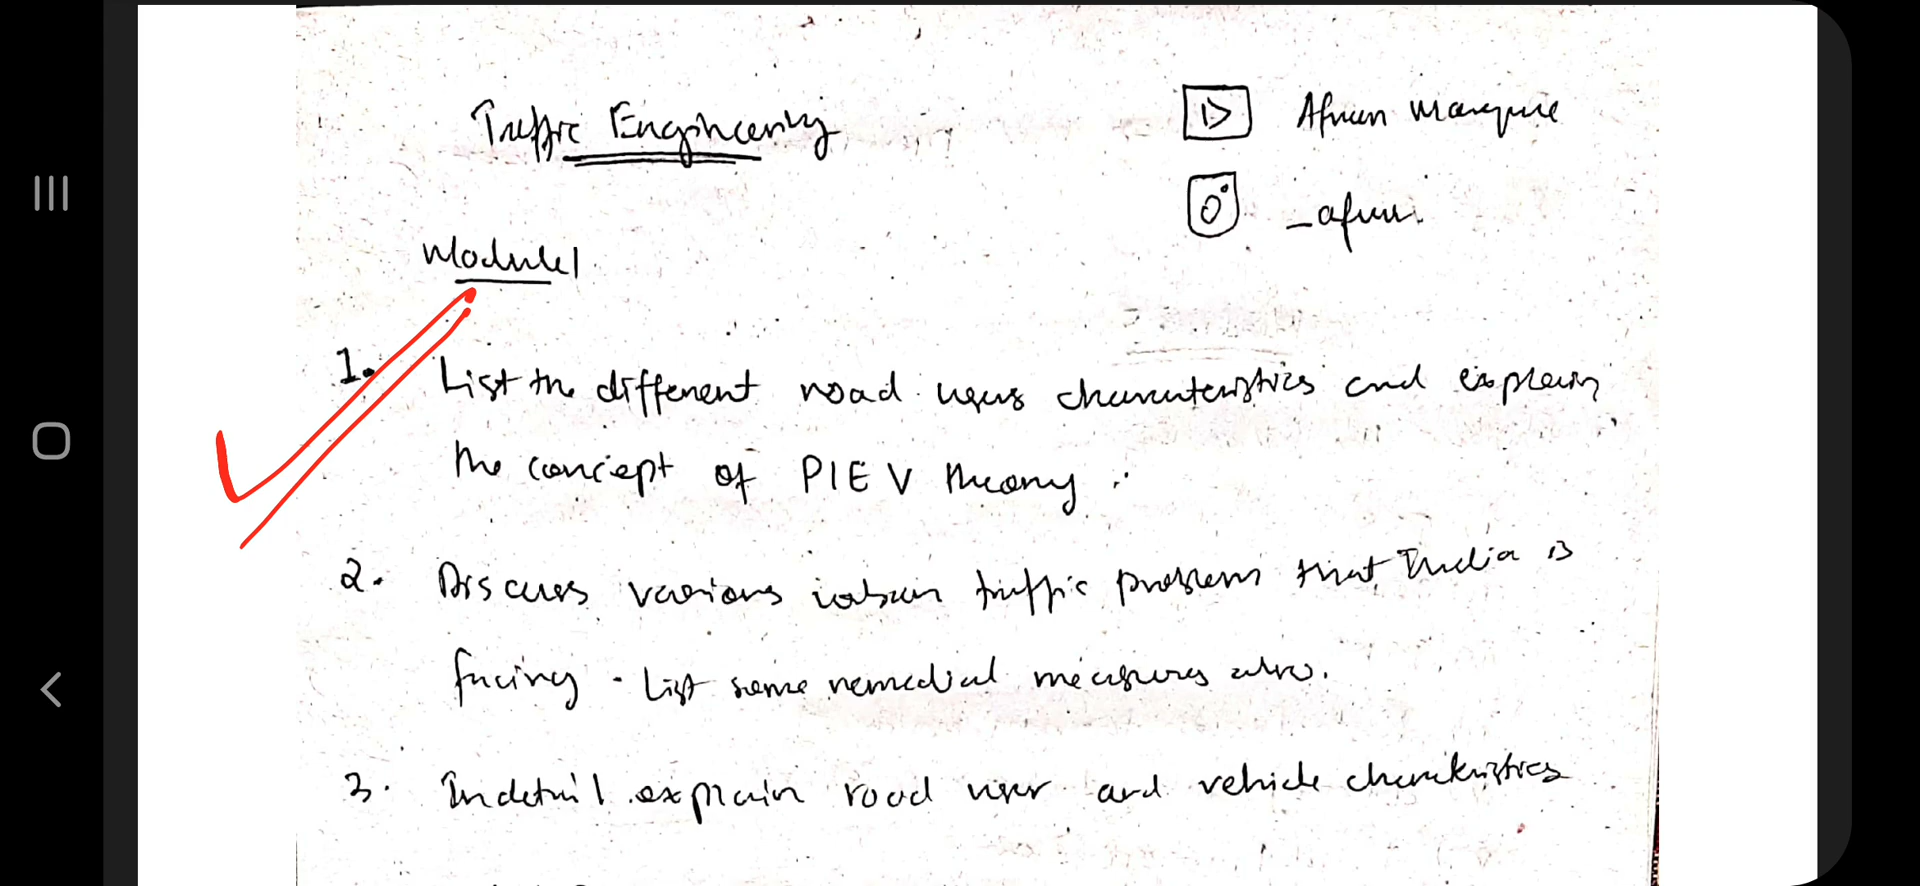 Traffic Engineering
Afnan Marquee
_afnan.
Module 1
1. List the different road users characteristics and explain
the concept of PIEV theory.
2. Discuss various urban traffic problems that India is
facing. List some remedial measures also.
3. In detail explain road user and vehicle characteristics